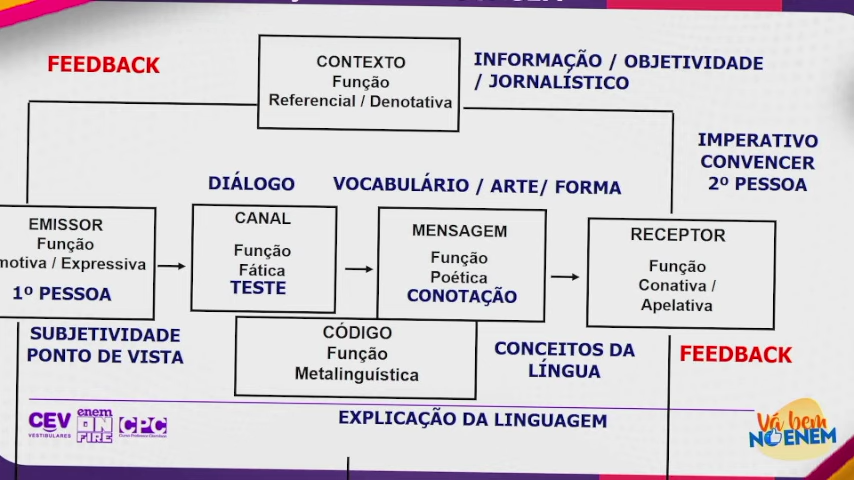 FEEDBACK
CONTEXTO
Função
Referencial / Denotativa
INFORMAÇÃO / OBJETIVIDADE
/ JORNALÍSTICO
IMPERATIVO
CONVENCER
2º PESSOA
DIÁLOGO
VOCABULÁRIO / ARTE/ FORMA
EMISSOR
Função
motiva / Expressiva
1º PESSOA
CANAL
Função
Fática
TESTE
MENSAGEM
Função
Poética
CONOTAÇÃO
RECEPTOR
Função
Conativa /
Apelativa
SUBJETIVIDADE
PONTO DE VISTA
CÓDIGO
Função
Metalinguística
CONCEITOS DA
LÍNGUA
FEEDBACK
EXPLICAÇÃO DA LINGUAGEM
CEV
VESTIBULARES
enem
ON
FIRE
CPC
Vá bem
NO ENEM